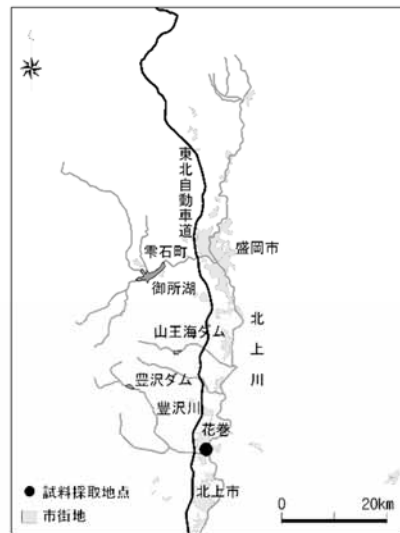 東北自動車道
雫石町
盛岡市
御所湖
山王海ダム
北上川
豊沢ダム
豊沢川
花巻
北上市
● 試料採取地点
市街地
0 20km